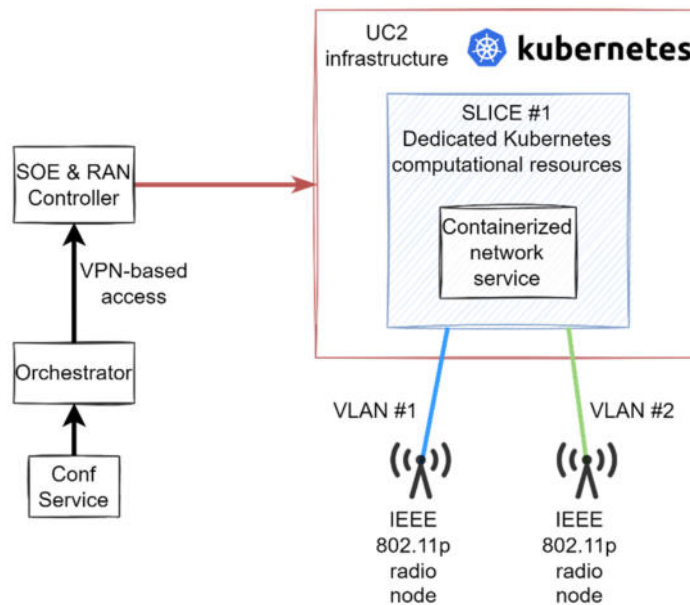 UC2
infrastructure
kubernetes
SLICE #1
Dedicated Kubernetes
computational resources
Containerized
network
service
SOE & RAN
Controller
VPN-based
access
Orchestrator
Conf
Service
VLAN #1
VLAN #2
IEEE
802.11p
radio
node
IEEE
802.11p
radio
node